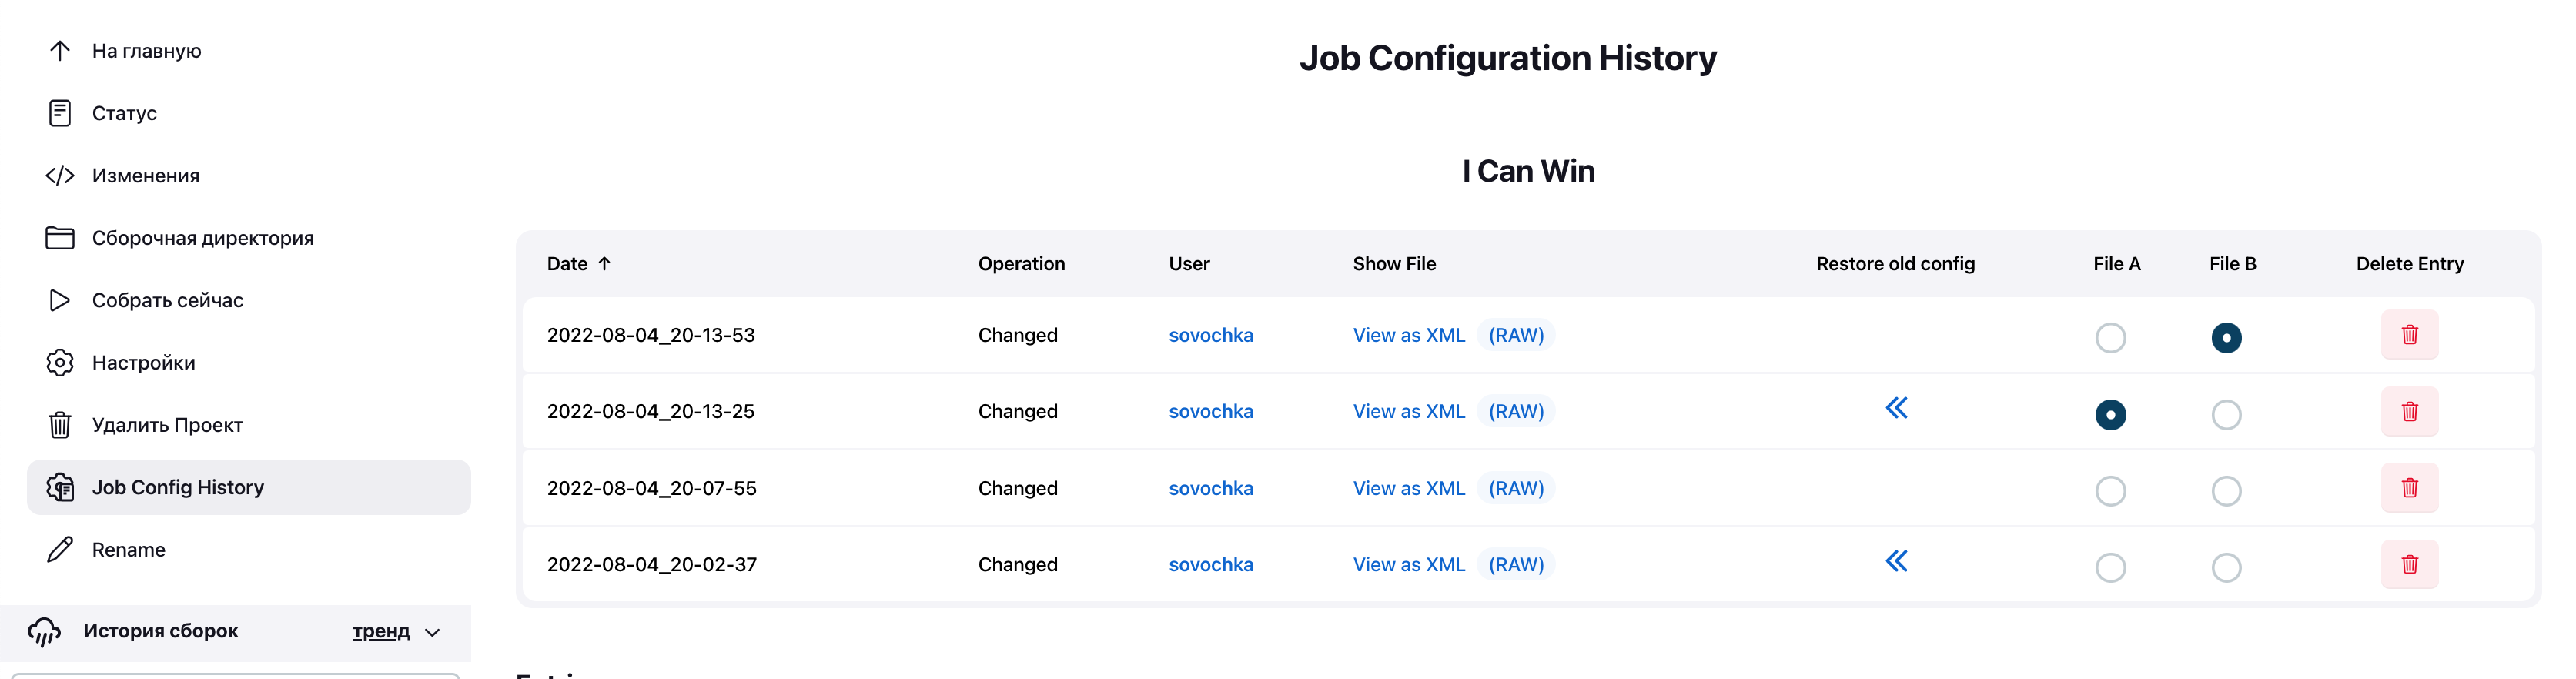 На главную
Статус
Изменения
Сборочная директория
Собрать сейчас
Настройки
Удалить Проект
Job Config History
Rename
История сборок тренд
Job Configuration History
I Can Win
Date ↑ Operation User Show File Restore old config File A File B Delete Entry
2022-08-04_20-13-53 Changed sovochka View as XML (RAW)
2022-08-04_20-13-25 Changed sovochka View as XML (RAW)
2022-08-04_20-07-55 Changed sovochka View as XML (RAW)
2022-08-04_20-02-37 Changed sovochka View as XML (RAW)